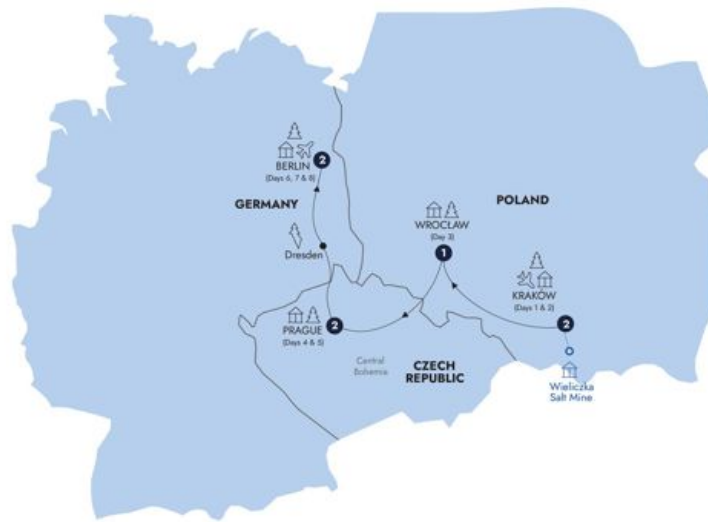 2
BERLIN
(Days 6, 7 & 8)
GERMANY
POLAND
1
WROCLAW
(Day 3)
Dresden
2
KRAKÓW
(Days 1 & 2)
2
PRAGUE
(Days 4 & 5)
Central
Bohemia
CZECH
REPUBLIC
Wieliczka
Salt Mine